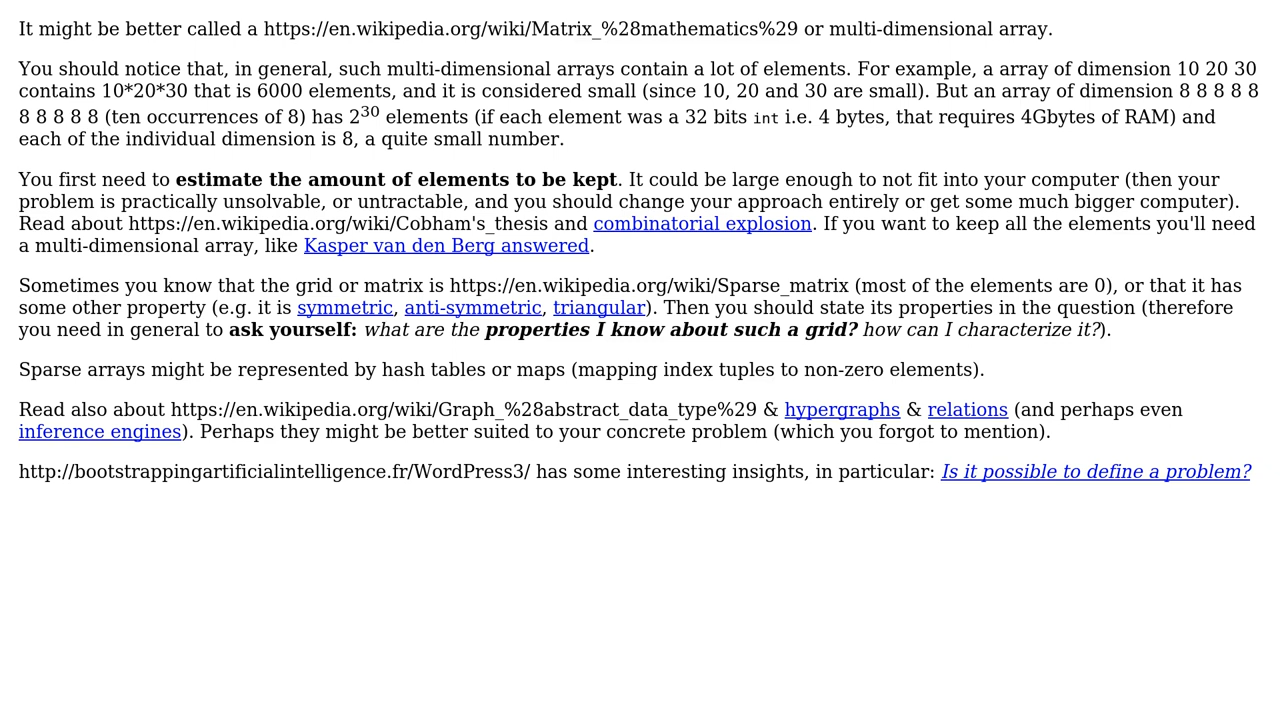 It might be better called a https://en.wikipedia.org/wiki/Matrix_%28mathematics%29 or multi-dimensional array.
You should notice that, in general, such multi-dimensional arrays contain a lot of elements. For example, a array of dimension 10 20 30
contains 10*20*30 that is 6000 elements, and it is considered small (since 10, 20 and 30 are small). But an array of dimension 8 8 8 8 8
8 8 8 8 8 (ten occurrences of 8) has 2³⁰ elements (if each element was a 32 bits int i.e. 4 bytes, that requires 4Gbytes of RAM) and
each of the individual dimension is 8, a quite small number.
You first need to estimate the amount of elements to be kept. It could be large enough to not fit into your computer (then your
problem is practically unsolvable, or untractable, and you should change your approach entirely or get some much bigger computer).
Read about https://en.wikipedia.org/wiki/Cobham's_thesis and combinatorial explosion. If you want to keep all the elements you'll need
a multi-dimensional array, like Kasper van den Berg answered.
Sometimes you know that the grid or matrix is https://en.wikipedia.org/wiki/Sparse_matrix (most of the elements are 0), or that it has
some other property (e.g. it is symmetric, anti-symmetric, triangular). Then you should state its properties in the question (therefore
you need in general to ask yourself: what are the properties I know about such a grid? how can I characterize it?).
Sparse arrays might be represented by hash tables or maps (mapping index tuples to non-zero elements).
Read also about https://en.wikipedia.org/wiki/Graph_%28abstract_data_type%29 & hypergraphs & relations (and perhaps even
inference engines). Perhaps they might be better suited to your concrete problem (which you forgot to mention).
http://bootstrappingartificialintelligence.fr/WordPress3/ has some interesting insights, in particular: Is it possible to define a problem?